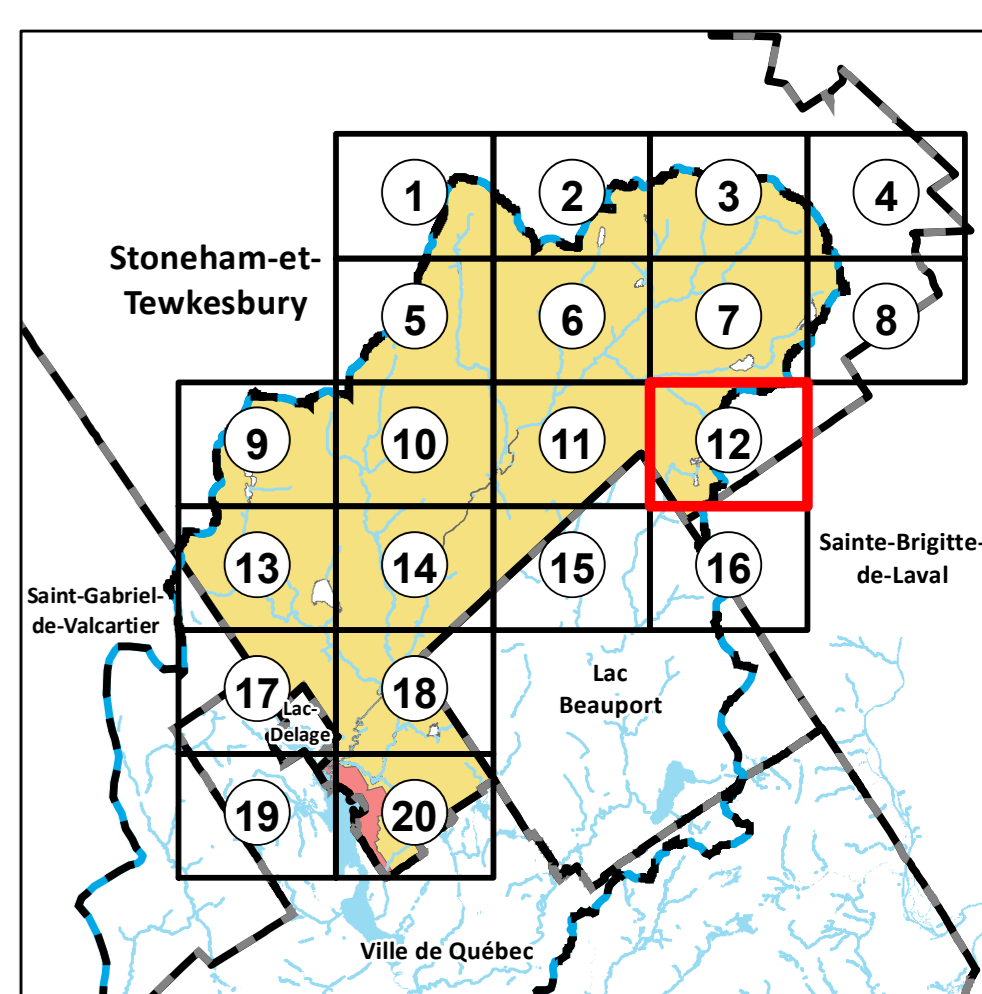 1
2
3
4
Stoneham-et-
Tewkesbury
5
6
7
8
9
10
11
12
13
14
15
16
Sainte-Brigitte-
de-Laval
Saint-Gabriel-
de-Valcartier
17
18
Lac-
Delage
Lac
Beauport
19
20
Ville de Québec